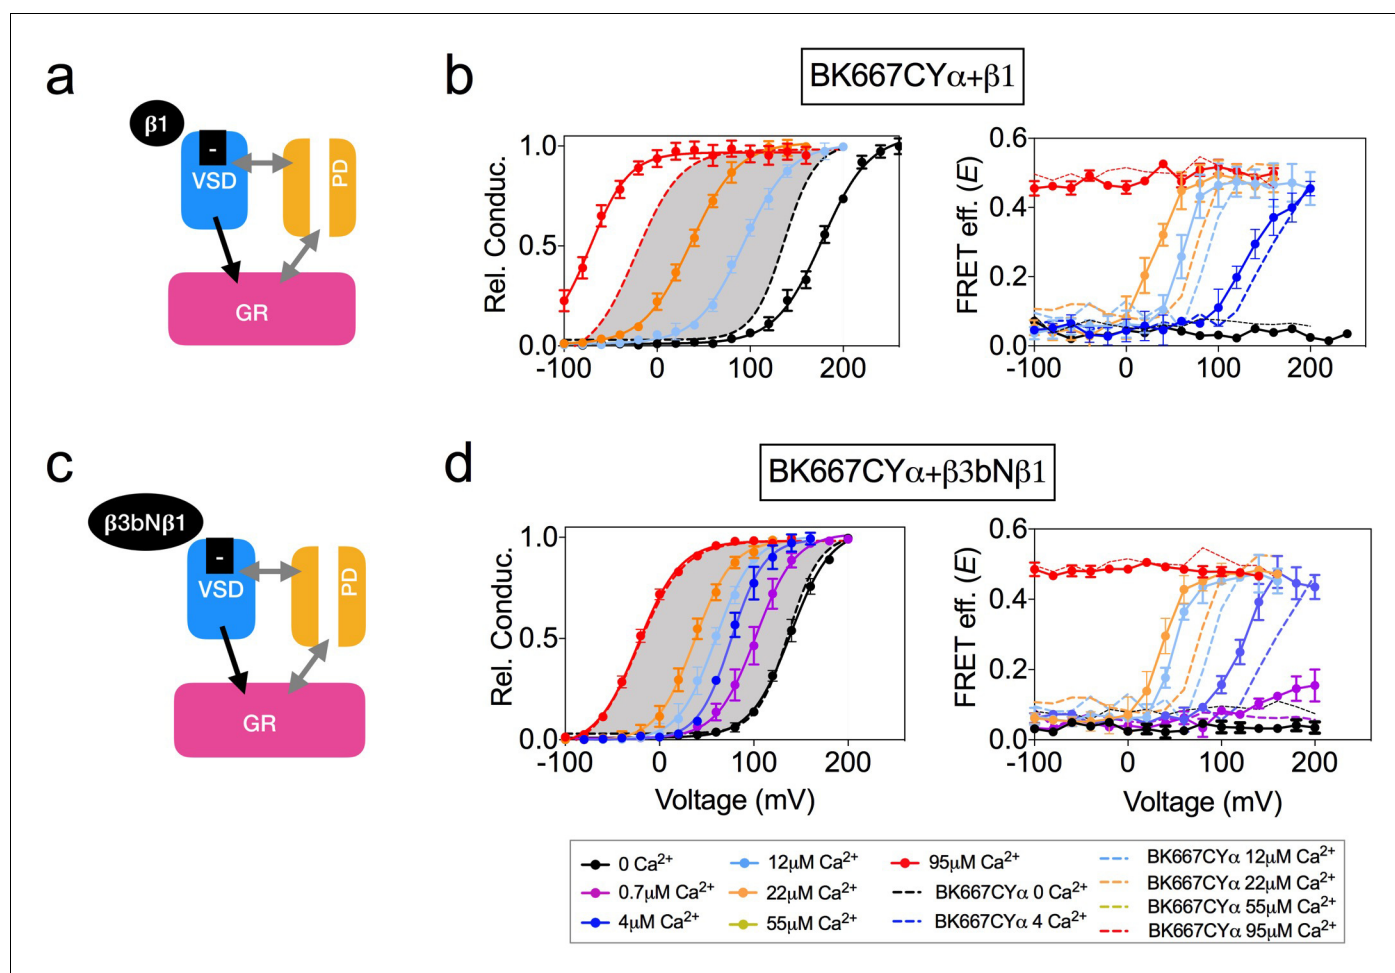 a
β1
-
VSD
PD
GR
b
BK667CYα+β1
Rel. Conduc.
1.0
0.5
0.0
-100
0
100
200
FRET eff. (E)
0.6
0.4
0.2
0.0
-100
0
100
200
c
β3bNβ1
-
VSD
PD
GR
d
BK667CYα+β3bNβ1
Rel. Conduc.
1.0
0.5
0.0
-100
0
100
200
Voltage (mV)
FRET eff. (E)
0.6
0.4
0.2
0.0
-100
0
100
200
Voltage (mV)
0 Ca²⁺
0.7μM Ca²⁺
4μM Ca²⁺
12μM Ca²⁺
22μM Ca²⁺
55μM Ca²⁺
95μM Ca²⁺
BK667CYα 0 Ca²⁺
BK667CYα 4 Ca²⁺
BK667CYα 12μM Ca²⁺
BK667CYα 22μM Ca²⁺
BK667CYα 55μM Ca²⁺
BK667CYα 95μM Ca²⁺